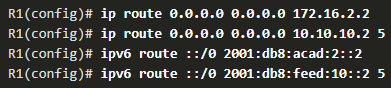 R1(config)# ip route 0.0.0.0 0.0.0.0 172.16.2.2
R1(config)# ip route 0.0.0.0 0.0.0.0 10.10.10.2 5
R1(config)# ipv6 route ::/0 2001:db8:acad:2::2
R1(config)# ipv6 route ::/0 2001:db8:feed:10::2 5